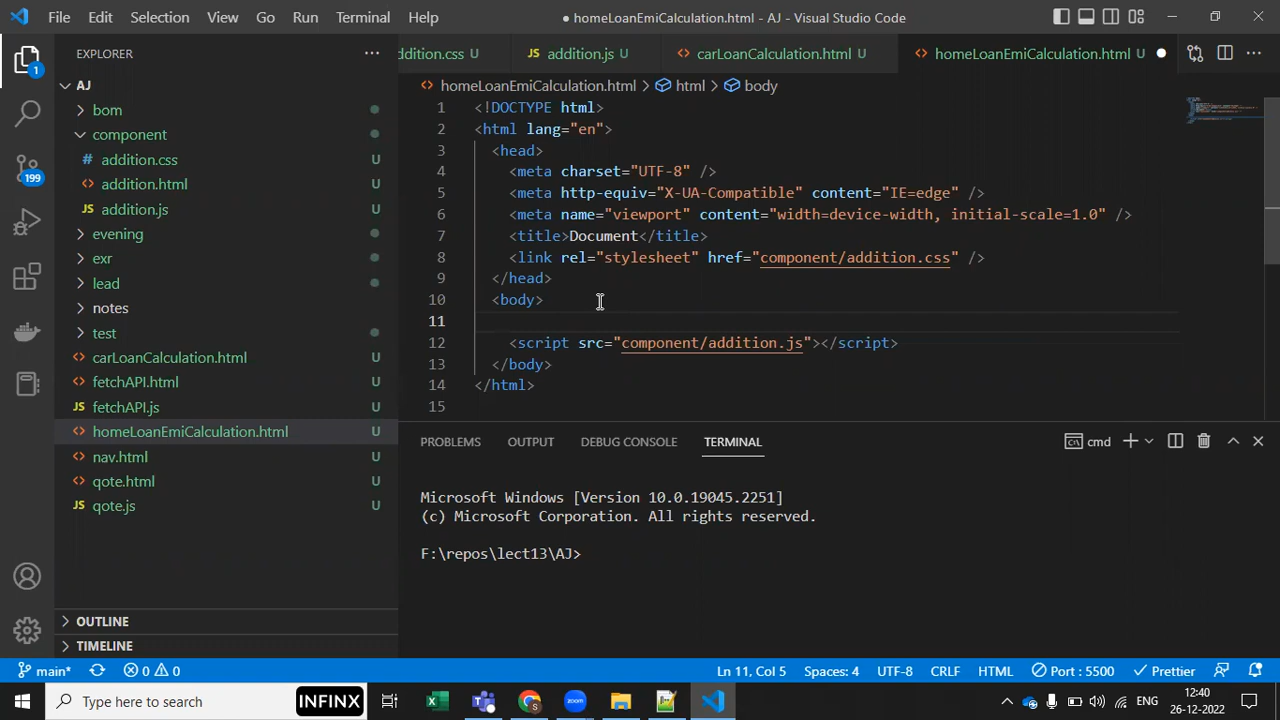 File Edit Selection View Go Run Terminal Help
● homeLoanEmiCalculation.html - AJ - Visual Studio Code
EXPLORER
AJ
bom
component
# addition.css U
<> addition.html U
JS addition.js U
evening
exr
lead
notes
test
<> carLoanCalculation.html U
<> fetchAPI.html U
JS fetchAPI.js U
<> homeLoanEmiCalculation.html U
<> nav.html U
<> qote.html U
JS qote.js U
OUTLINE
TIMELINE
1
199
addition.css U
JS addition.js U
<> carLoanCalculation.html U
<> homeLoanEmiCalculation.html U ●
<> homeLoanEmiCalculation.html > html > body
1 <!DOCTYPE html>
2 <html lang="en">
3 <head>
4 <meta charset="UTF-8" />
5 <meta http-equiv="X-UA-Compatible" content="IE=edge" />
6 <meta name="viewport" content="width=device-width, initial-scale=1.0" />
7 <title>Document</title>
8 <link rel="stylesheet" href="component/addition.css" />
9 </head>
10 <body>
11
12 <script src="component/addition.js"></script>
13 </body>
14 </html>
15
PROBLEMS OUTPUT DEBUG CONSOLE TERMINAL
cmd
Microsoft Windows [Version 10.0.19045.2251]
(c) Microsoft Corporation. All rights reserved.
F:\repos\lect13\AJ>
main* 0 0
Ln 11, Col 5 Spaces: 4 UTF-8 CRLF HTML Port : 5500 Prettier
Type here to search
INFINX
zoom
ENG
12:40
26-12-2022